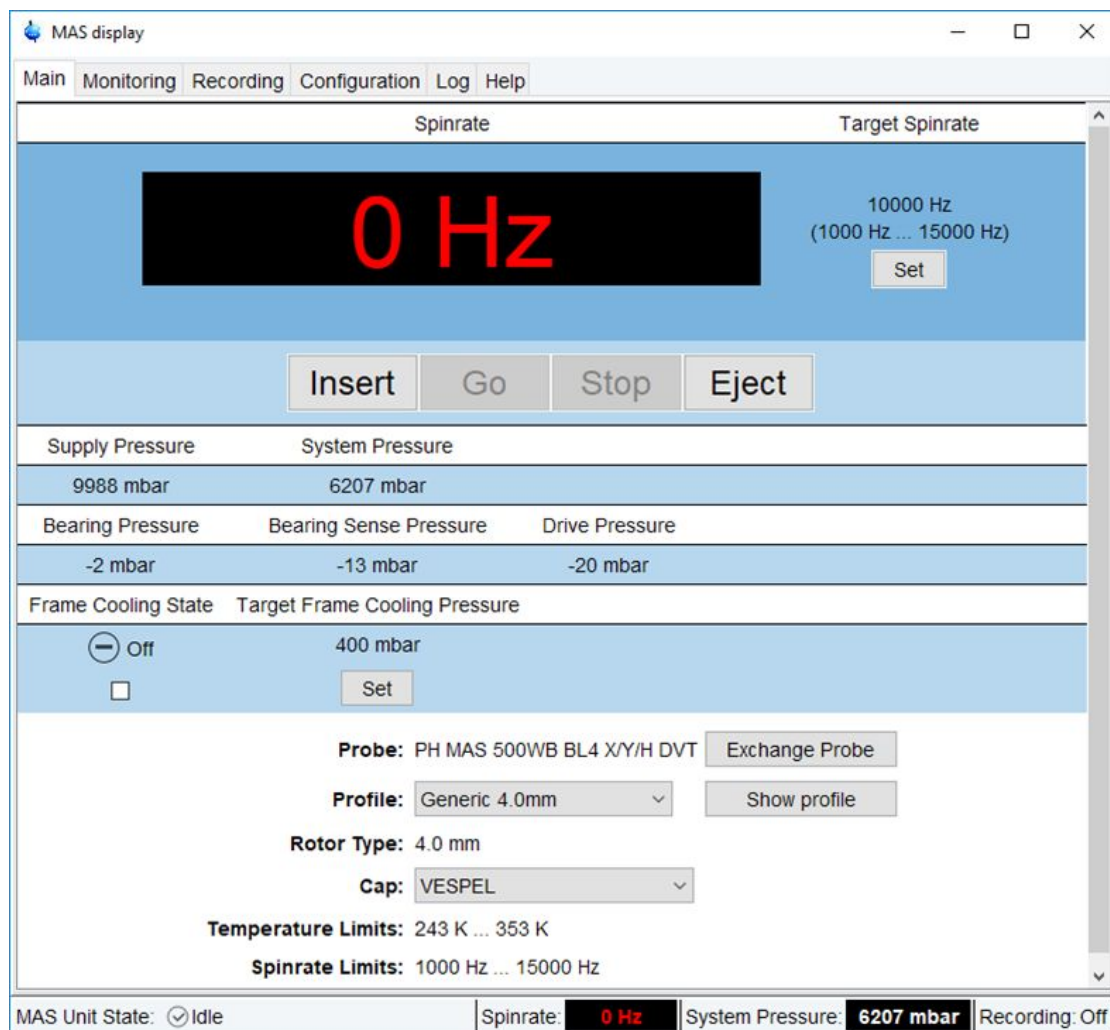 MAS display
Main Monitoring Recording Configuration Log Help
Spinrate Target Spinrate
0 Hz
10000 Hz
(1000 Hz ... 15000 Hz)
Set
Insert Go Stop Eject
Supply Pressure System Pressure
9988 mbar 6207 mbar
Bearing Pressure Bearing Sense Pressure Drive Pressure
-2 mbar -13 mbar -20 mbar
Frame Cooling State Target Frame Cooling Pressure
Off 400 mbar
Set
Probe: PH MAS 500WB BL4 X/Y/H DVT Exchange Probe
Profile: Generic 4.0mm Show profile
Rotor Type: 4.0 mm
Cap: VESPEL
Temperature Limits: 243 K ... 353 K
Spinrate Limits: 1000 Hz ... 15000 Hz
MAS Unit State: Idle Spinrate: 0 Hz System Pressure: 6207 mbar Recording: Off